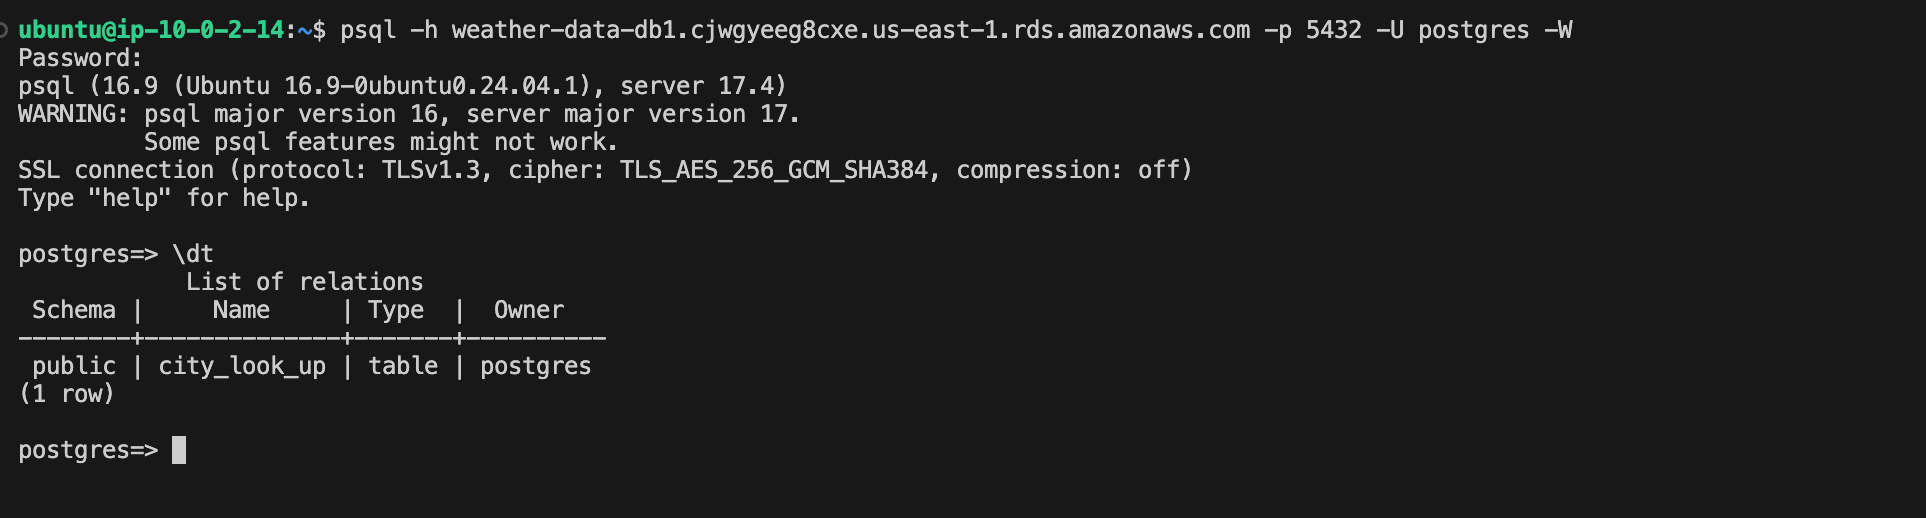 ubuntu@ip-10-0-2-14:~$ psql -h weather-data-db1.cjwgyeeg8cxe.us-east-1.rds.amazonaws.com -p 5432 -U postgres -W
Password:
psql (16.9 (Ubuntu 16.9-0ubuntu0.24.04.1), server 17.4)
WARNING: psql major version 16, server major version 17.
         Some psql features might not work.
SSL connection (protocol: TLSv1.3, cipher: TLS_AES_256_GCM_SHA384, compression: off)
Type "help" for help.

postgres=> \dt
            List of relations
 Schema |     Name     | Type  |  Owner
--------+--------------+-------+----------
 public | city_look_up | table | postgres
(1 row)

postgres=>